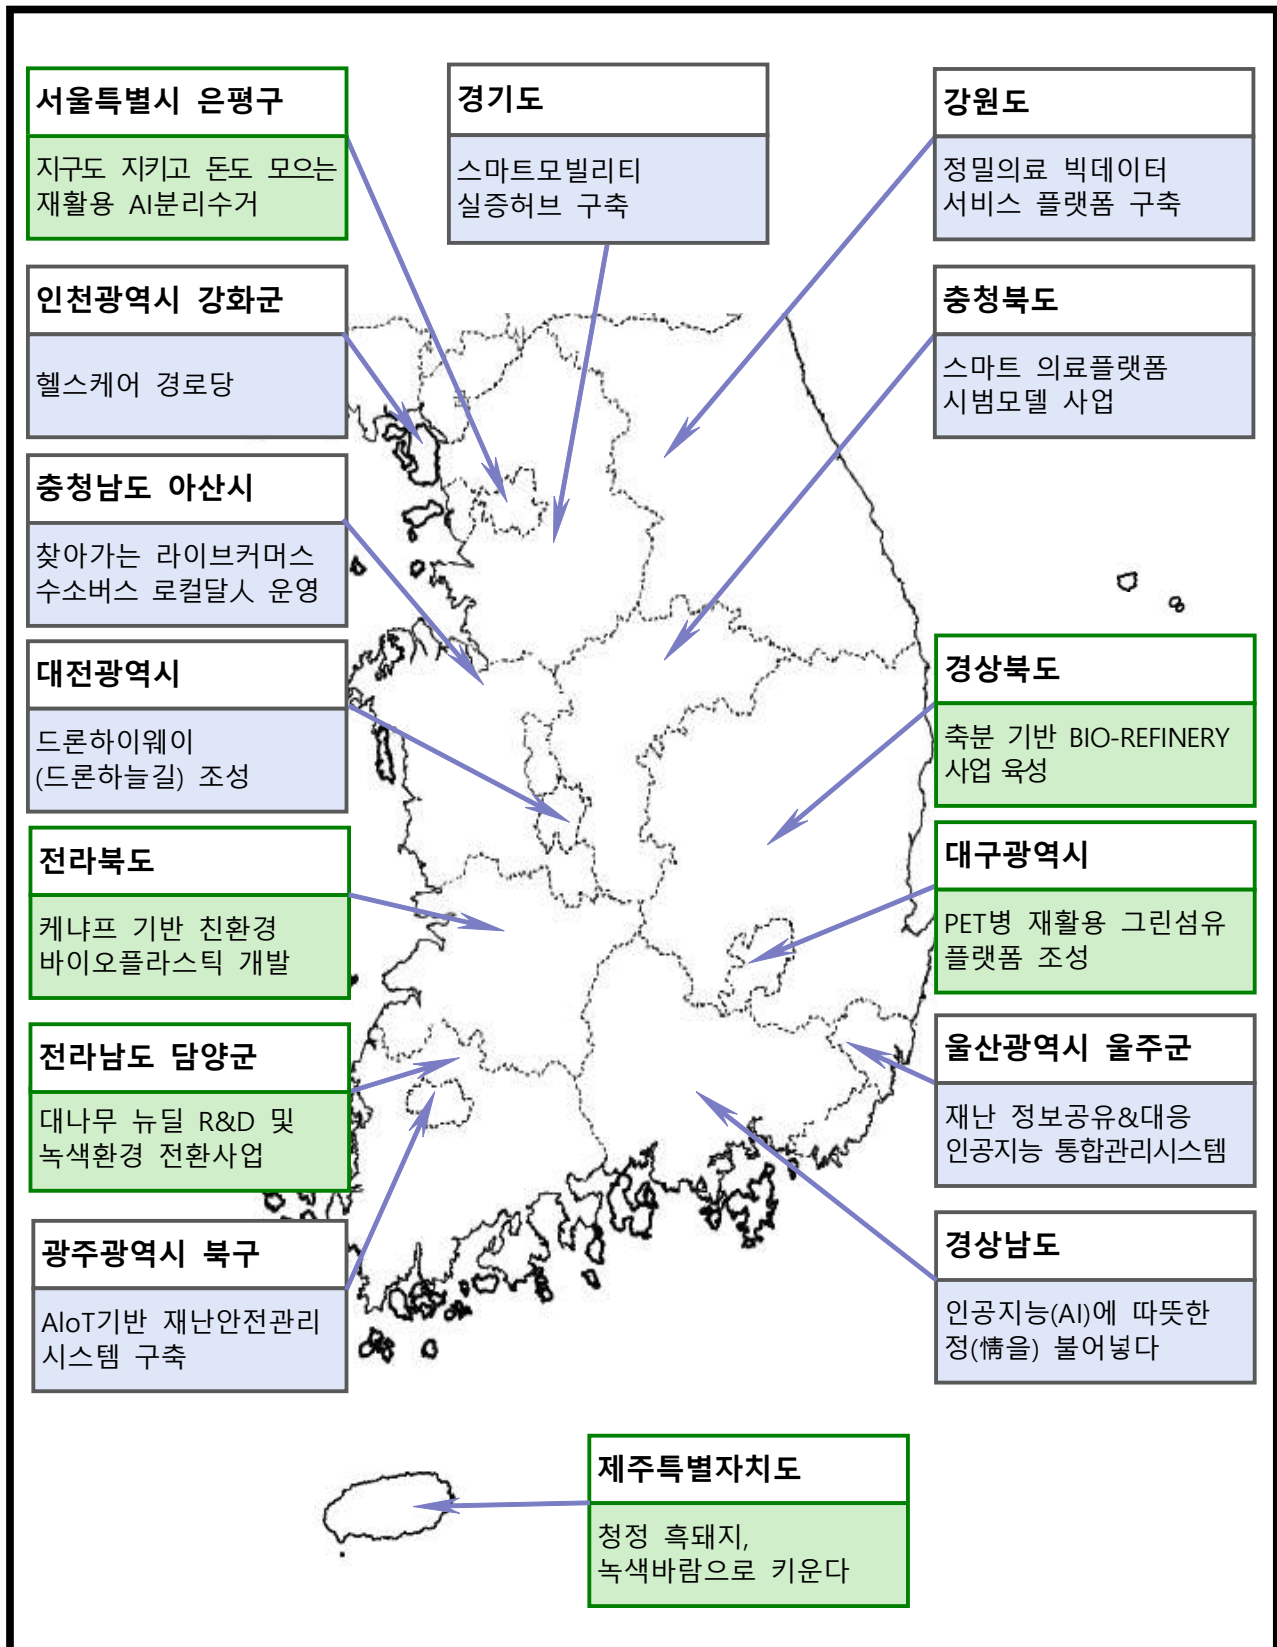 서울특별시 은평구
지구도 지키고 돈도 모으는
재활용 AI분리수거
경기도
스마트모빌리티
실증허브 구축
강원도
정밀의료 빅데이터
서비스 플랫폼 구축
인천광역시 강화군
헬스케어 경로당
충청북도
스마트 의료플랫폼
시범모델 사업
충청남도 아산시
찾아가는 라이브커머스
수소버스 로컬달人 운영
대전광역시
드론하이웨이
(드론하늘길) 조성
경상북도
축분 기반 BIO-REFINERY
사업 육성
전라북도
케냐프 기반 친환경
바이오플라스틱 개발
대구광역시
PET병 재활용 그린섬유
플랫폼 조성
전라남도 담양군
대나무 뉴딜 R&D 및
녹색환경 전환사업
울산광역시 울주군
재난 정보공유&대응
인공지능 통합관리시스템
광주광역시 북구
AIoT기반 재난안전관리
시스템 구축
경상남도
인공지능(AI)에 따뜻한
정(情을) 불어넣다
제주특별자치도
청정 흑돼지,
녹색바람으로 키운다